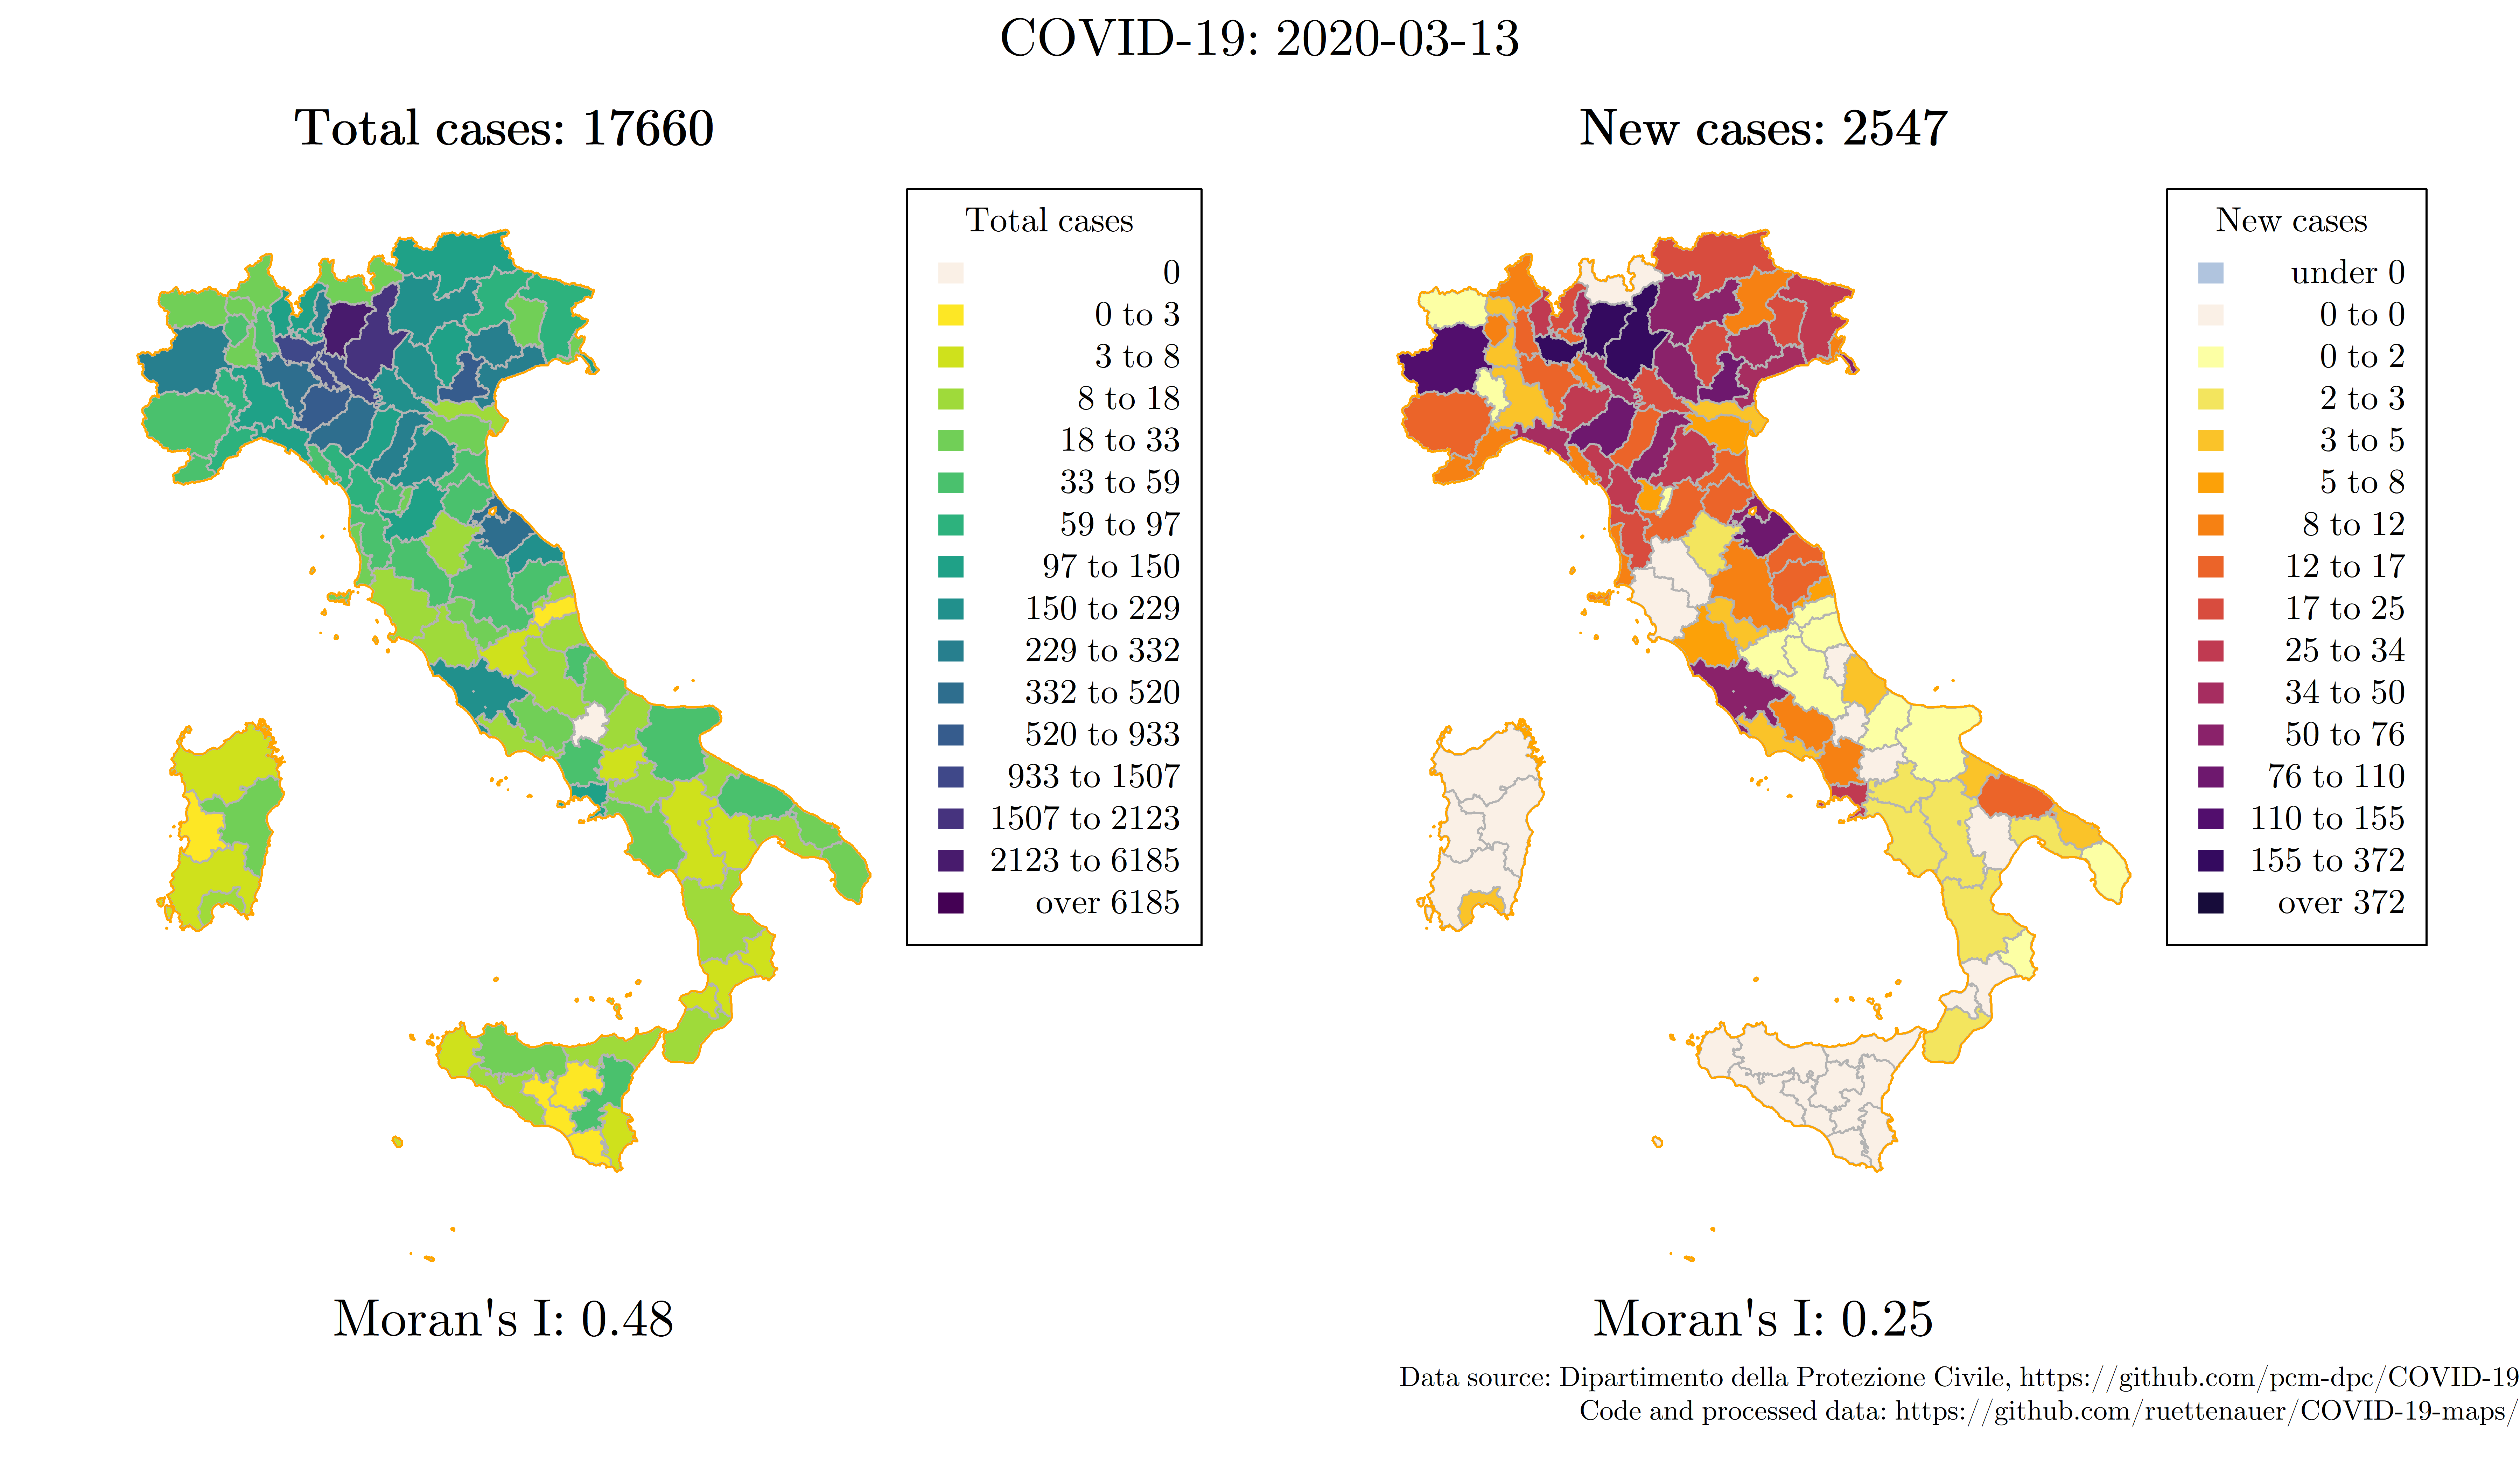 COVID-19: 2020-03-13
Total cases: 17660
Total cases
0
0 to 3
3 to 8
8 to 18
18 to 33
33 to 59
59 to 97
97 to 150
150 to 229
229 to 332
332 to 520
520 to 933
933 to 1507
1507 to 2123
2123 to 6185
over 6185
Moran's I: 0.48
New cases: 2547
New cases
under 0
0 to 0
0 to 2
2 to 3
3 to 5
5 to 8
8 to 12
12 to 17
17 to 25
25 to 34
34 to 50
50 to 76
76 to 110
110 to 155
155 to 372
over 372
Moran's I: 0.25
Data source: Dipartimento della Protezione Civile, https://github.com/pcm-dpc/COVID-19
Code and processed data: https://github.com/ruettenauer/COVID-19-maps/